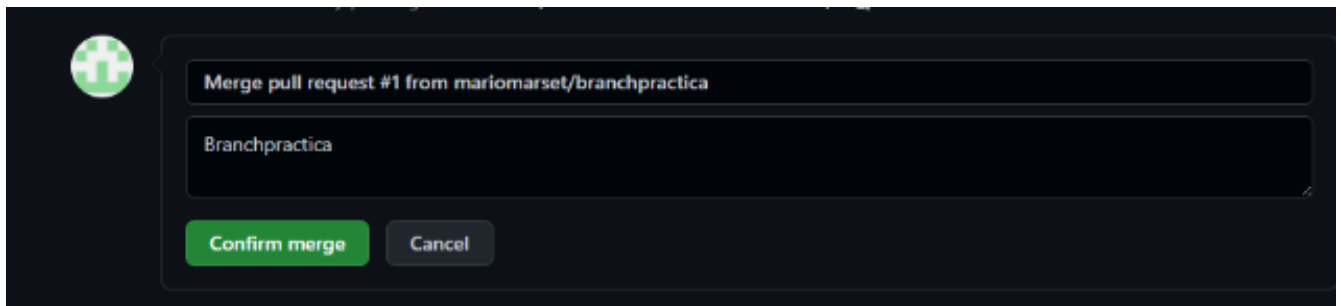 Merge pull request #1 from mariomarset/branchpractica
Branchpractica
Confirm merge
Cancel